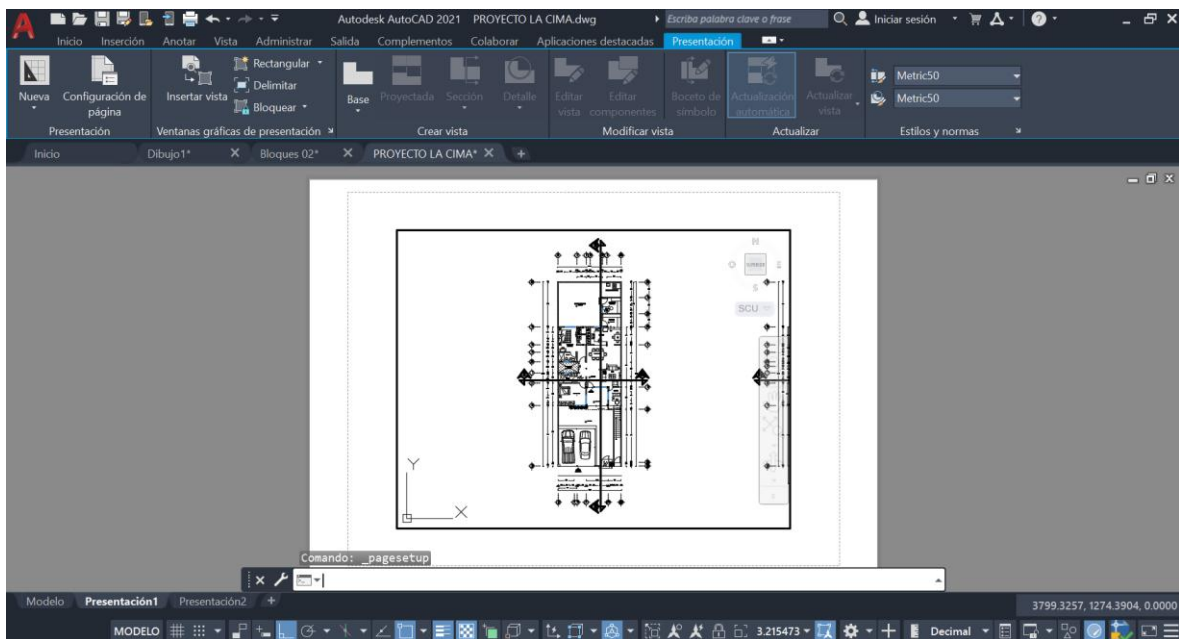 Autodesk AutoCAD 2021 PROYECTO LA CIMA.dwg Escriba palabra clave o frase Iniciar sesión
Inicio Inserción Anotar Vista Administrar Salida Complementos Colaborar Aplicaciones destacadas Presentación
Nueva
Configuración de página
Presentación
Insertar vista
Rectangular
Delimitar
Bloquear
Ventanas gráficas de presentación
Base
Proyectada
Sección
Detalle
Crear vista
Editar vista
Editar componentes
Boceto de símbolo
Modificar vista
Actualización automática
Actualizar vista
Actualizar
Metric50
Metric50
Estilos y normas
Inicio Dibujo1* Bloques 02* PROYECTO LA CIMA*
S
SCU
Y
X
Comando: _pagesetup
Modelo Presentación1 Presentación2 3799.3257, 1274.3904, 0.0000
MODELO 3.215473 Decimal